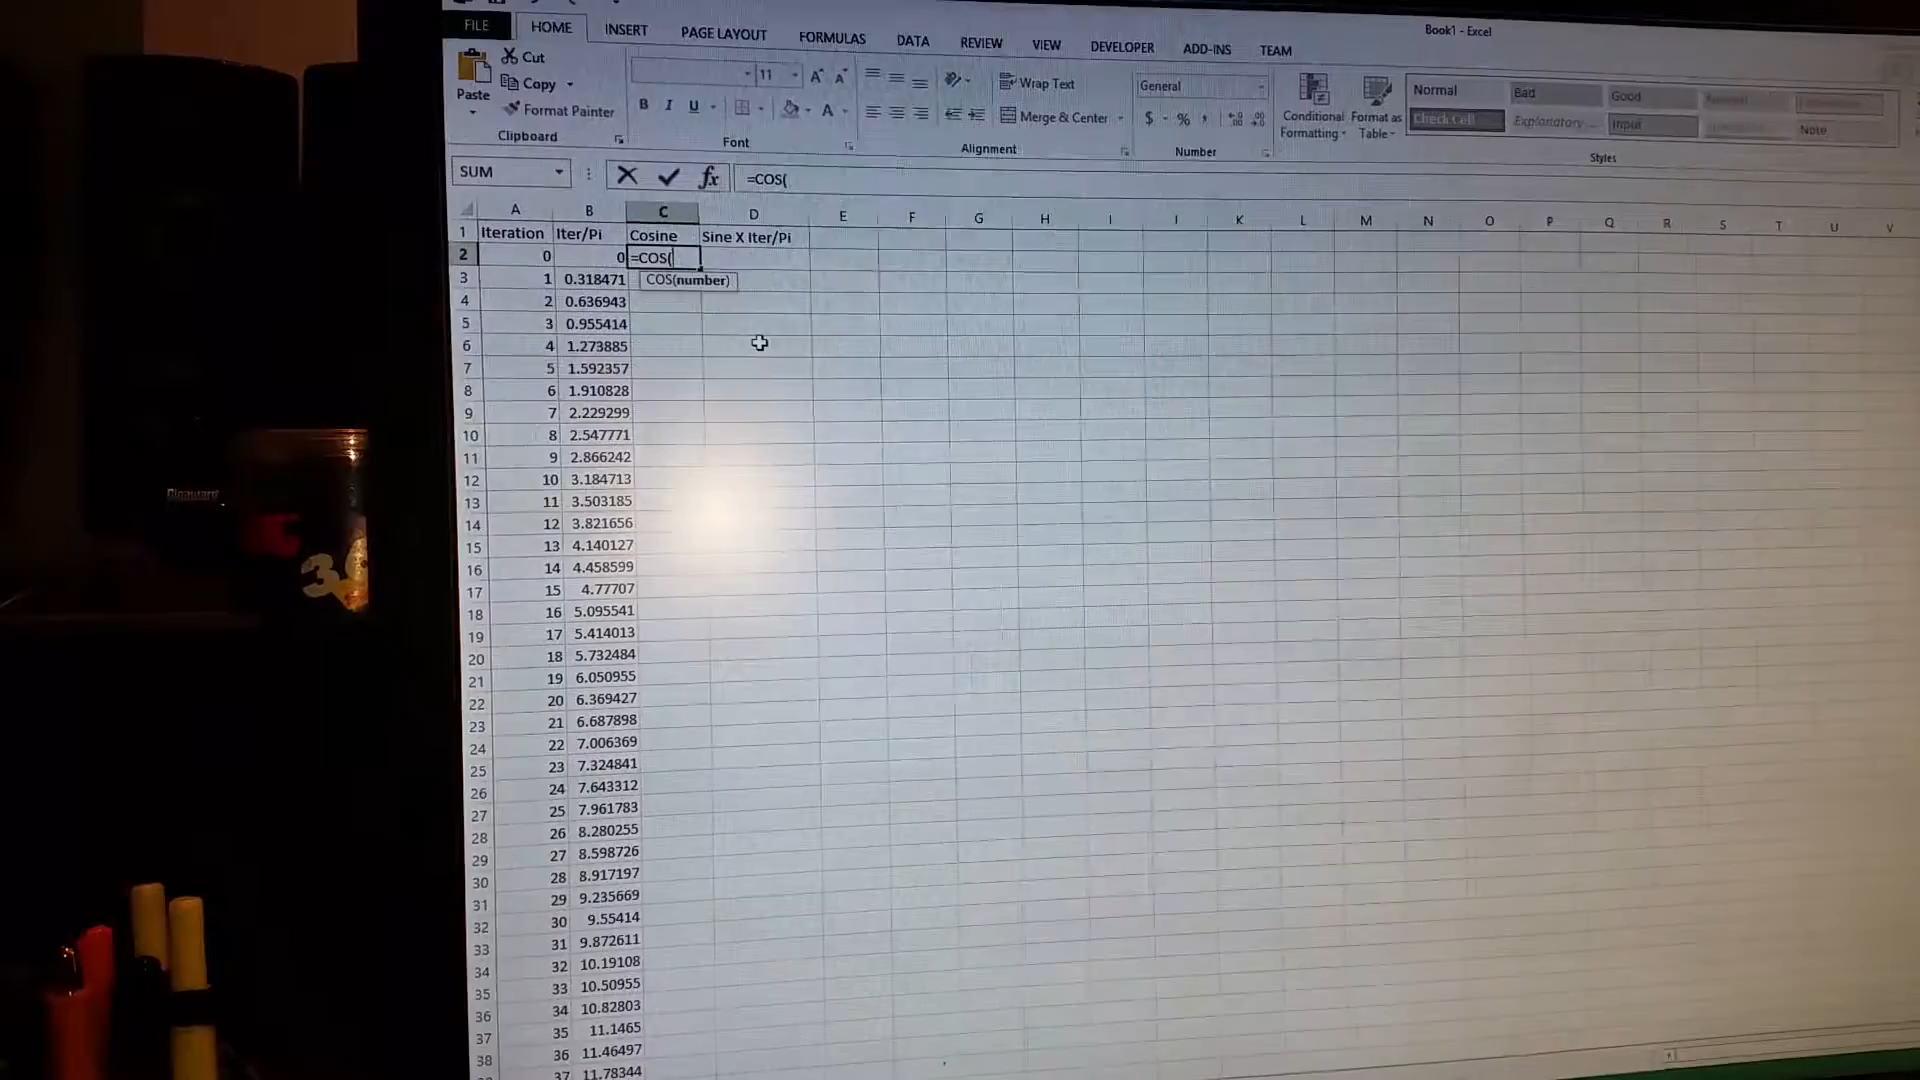 Book1 - Excel
FILE HOME INSERT PAGE LAYOUT FORMULAS DATA REVIEW VIEW DEVELOPER ADD-INS TEAM
Cut
Copy
Format Painter
Paste
Clipboard
11
B I U
Font
Wrap Text
Merge & Center
Alignment
General
$ % ,
Number
Conditional Formatting
Format as Table
Normal Bad Good
Check Cell Explanatory ... Input Note
Styles
SUM fx =COS(
A B C D E F G H I J K L M N O P Q R S T U V
1 Iteration Iter/Pi Cosine Sine X Iter/Pi
2 0 0 =COS(
COS(number)
3 1 0.318471
4 2 0.636943
5 3 0.955414
6 4 1.273885
7 5 1.592357
8 6 1.910828
9 7 2.229299
10 8 2.547771
11 9 2.866242
12 10 3.184713
13 11 3.503185
14 12 3.821656
15 13 4.140127
16 14 4.458599
17 15 4.77707
18 16 5.095541
19 17 5.414013
20 18 5.732484
21 19 6.050955
22 20 6.369427
23 21 6.687898
24 22 7.006369
25 23 7.324841
26 24 7.643312
27 25 7.961783
28 26 8.280255
29 27 8.598726
30 28 8.917197
31 29 9.235669
32 30 9.55414
33 31 9.872611
34 32 10.19108
35 33 10.50955
36 34 10.82803
37 35 11.1465
38 36 11.46497
37 11.78344